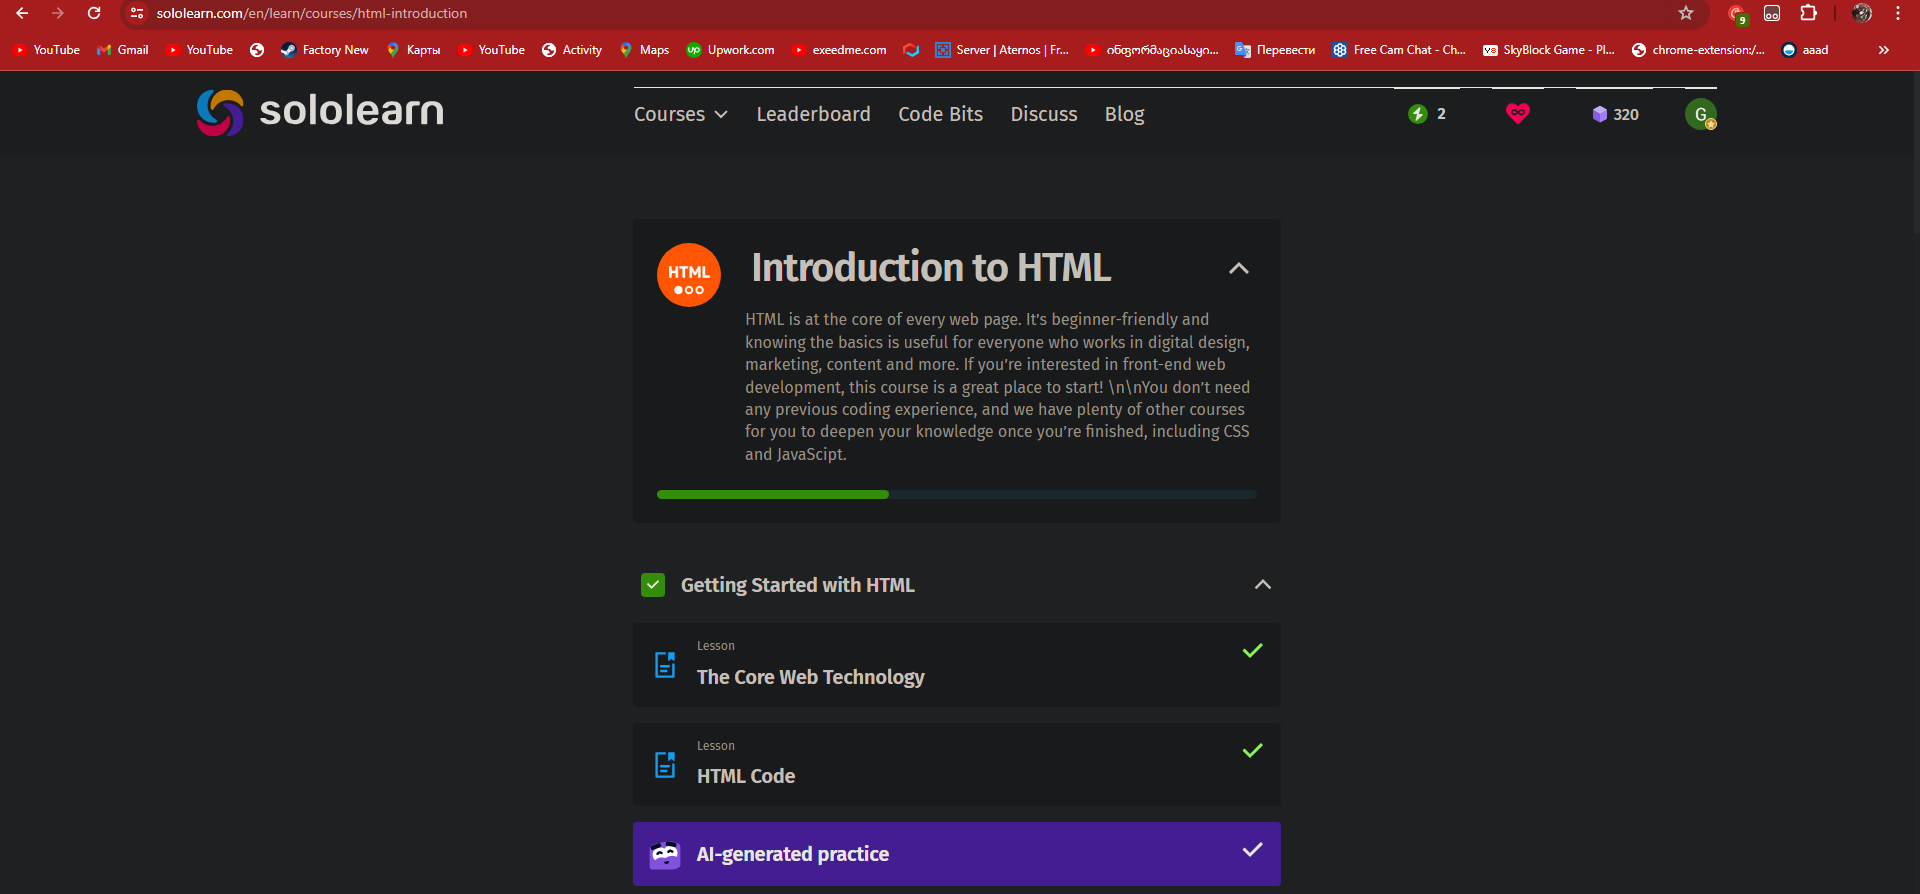 sololearn.com/en/learn/courses/html-introduction
9
YouTube
Gmail
YouTube
Factory New
Карты
YouTube
Activity
Maps
up
Upwork.com
exeedme.com
Server | Aternos | Fr...
ინფორმაციასაყი...
Перевести
Free Cam Chat - Ch...
Y8
SkyBlock Game - Pl...
chrome-extension:/...
aaad
sololearn
Courses
Leaderboard
Code Bits
Discuss
Blog
2
320
G
HTML
Introduction to HTML
HTML is at the core of every web page. It’s beginner-friendly and
knowing the basics is useful for everyone who works in digital design,
marketing, content and more. If you’re interested in front-end web
development, this course is a great place to start! \n\nYou don’t need
any previous coding experience, and we have plenty of other courses
for you to deepen your knowledge once you’re finished, including CSS
and JavaScipt.
Getting Started with HTML
Lesson
The Core Web Technology
Lesson
HTML Code
AI-generated practice